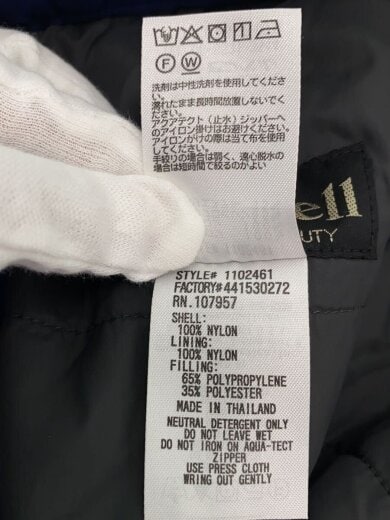 F W
洗剤は中性洗剤を使用してくだ
さい。
濡れたまま長時間放置しないでく
ださい。
アクアテクト(止水)ジッパーへ
のアイロン掛けはお避けください。
アイロンがけの際は当て布を使用
してください。
手絞りの場合は弱く、遠心脱水の
場合は短時間で絞るのがよい
ell
UTY
STYLE# 1102461
FACTORY#441530272
RN.107957
SHELL:
100% NYLON
LINING:
100% NYLON
FILLING:
65% POLYPROPYLENE
35% POLYESTER
MADE IN THAILAND
NEUTRAL DETERGENT ONLY
DO NOT LEAVE WET
DO NOT IRON ON AQUA-TECT
ZIPPER
USE PRESS CLOTH
WRING OUT GENTLY